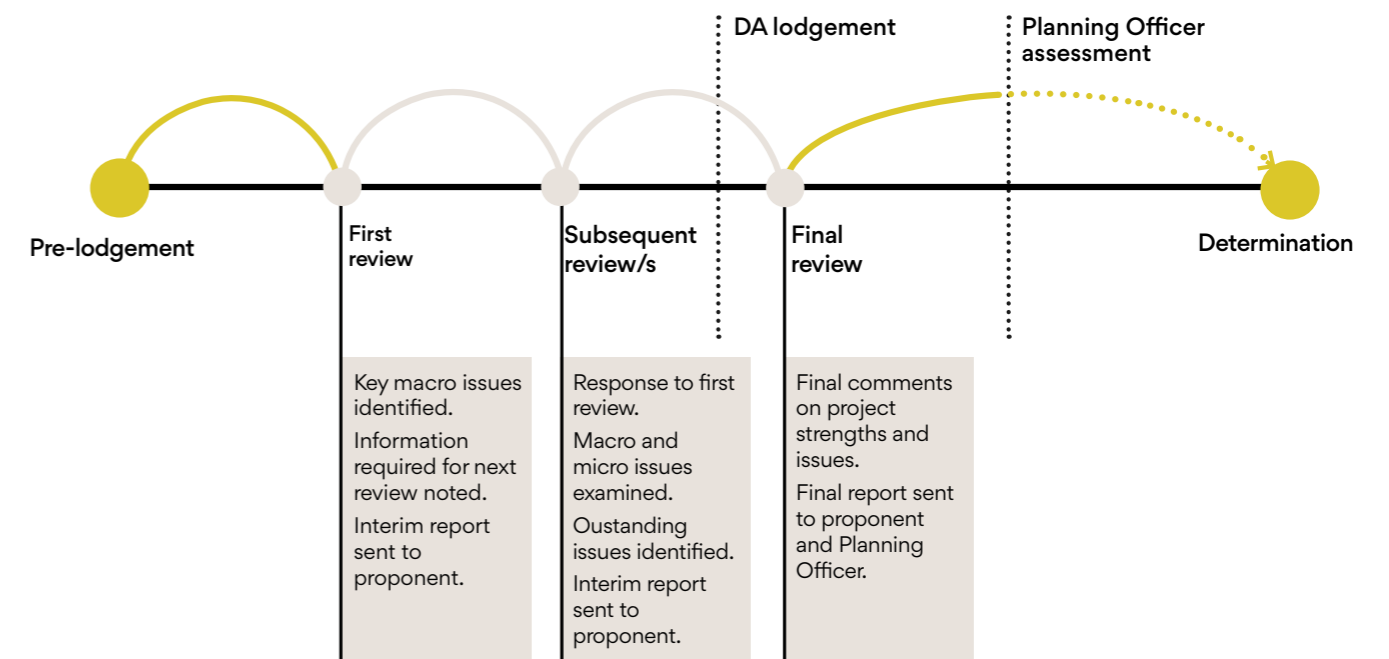 DA lodgement
Planning Officer
assessment
Pre-lodgement
First
review
Subsequent
review/s
Final
review
Determination
Key macro issues
identified.
Information
required for next
review noted.
Interim report
sent to
proponent.
Response to first
review.
Macro and
micro issues
examined.
Oustanding
issues identified.
Interim report
sent to
proponent.
Final comments
on project
strengths and
issues.
Final report sent
to proponent
and Planning
Officer.